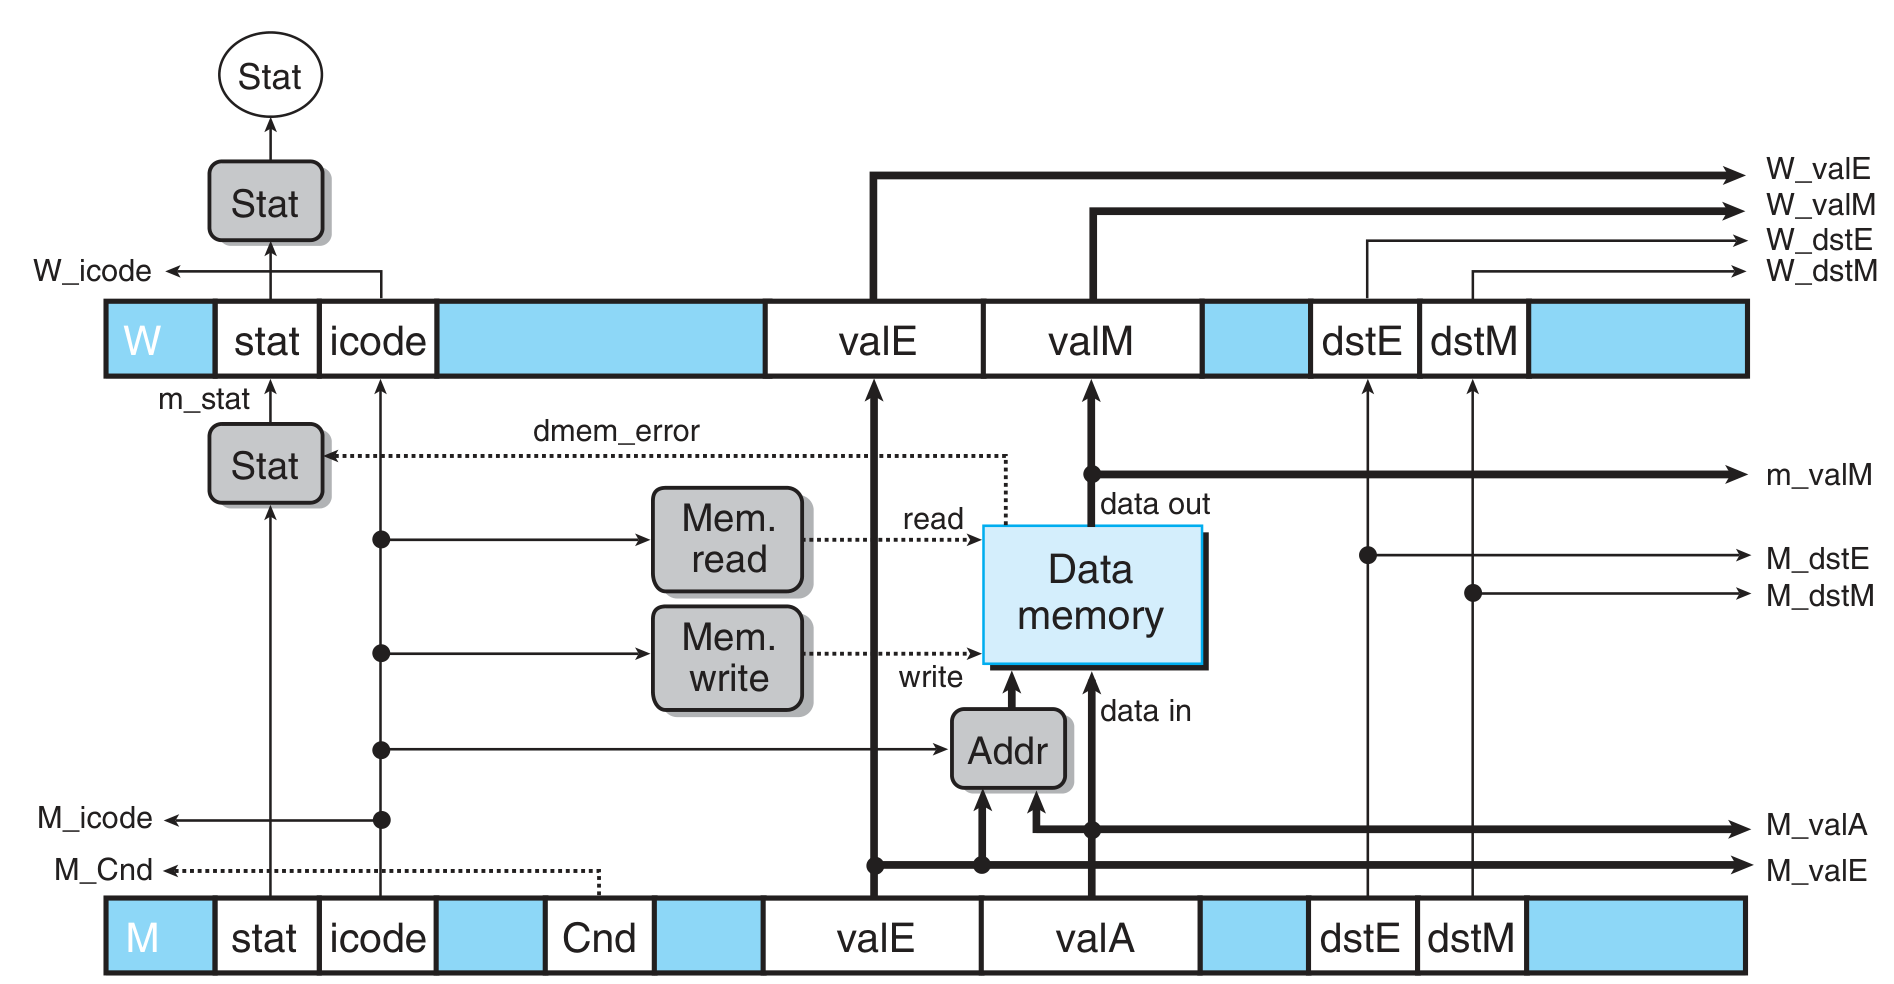 Stat
Stat
W_valE
W_valM
W_dstE
W_icode
W_dstM
W stat icode valE valM dstE dstM
m_stat
dmem_error
Stat
m_valM
data out
Mem.
read
read
Data
memory
M_dstE
M_dstM
Mem.
write
write
data in
Addr
M_icode
M_valA
M_Cnd
M_valE
M stat icode Cnd valE valA dstE dstM